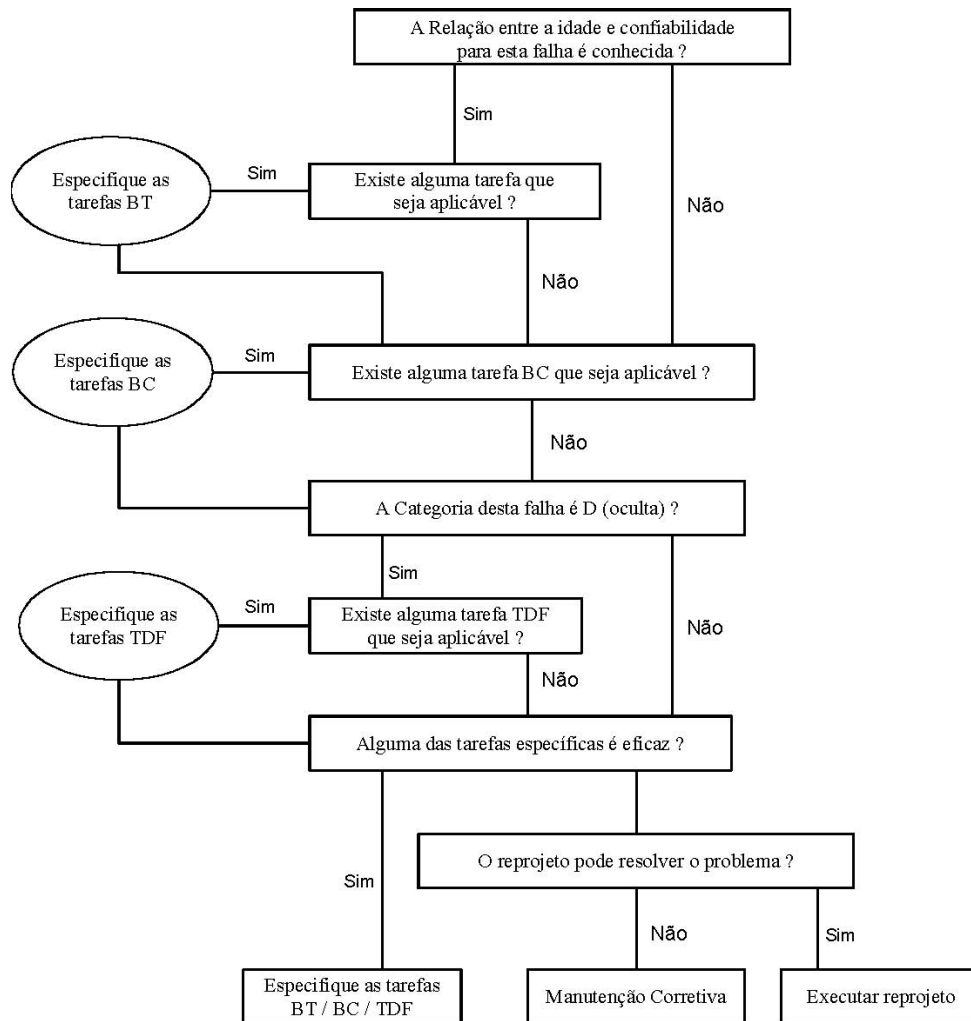 A Relação entre a idade e confiabilidade
para esta falha é conhecida ?
Sim
Especifique as
tarefas BT
Sim
Existe alguma tarefa que
seja aplicável ?
Não
Não
Especifique as
tarefas BC
Sim
Existe alguma tarefa BC que seja aplicável ?
Não
A Categoria desta falha é D (oculta) ?
Sim
Especifique as
tarefas TDF
Sim
Existe alguma tarefa TDF
que seja aplicável ?
Não
Não
Alguma das tarefas específicas é eficaz ?
O reprojeto pode resolver o problema ?
Sim
Não
Sim
Especifique as tarefas
BT / BC / TDF
Manutenção Corretiva
Executar reprojeto